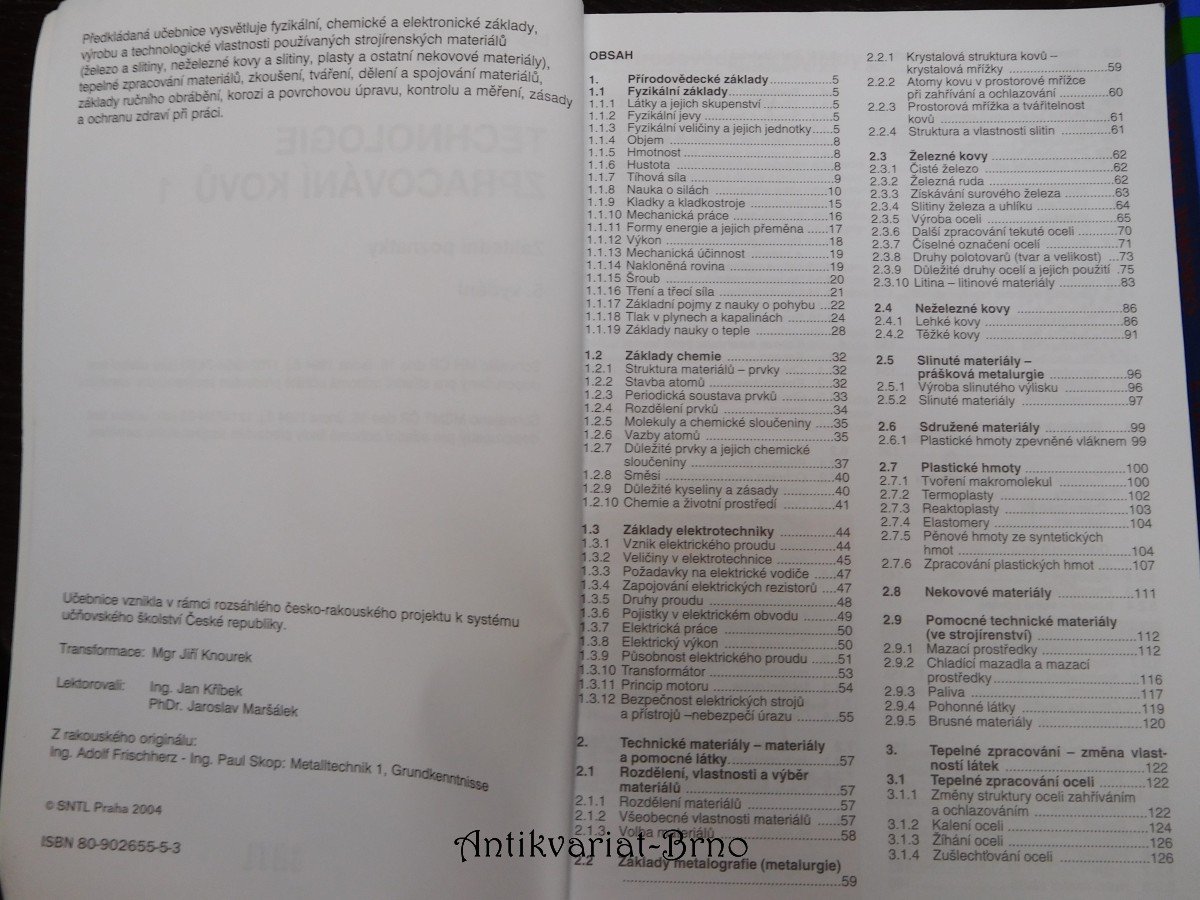 Předkládaná učebnice vysvětluje fyzikální, chemické a elektronické základy,
výrobu a technologické vlastnosti používaných strojírenských materiálů
(železo a slitiny, neželezné kovy a slitiny, plasty a ostatní nekovové materiály),
tepelné zpracování materiálů, zkoušení, tváření, dělení a spojování materiálů,
základy ručního obrábění, korozi a povrchovou úpravu, kontrolu a měření, zásady
a ochranu zdraví při práci.
Učebnice vznikla v rámci rozsáhlého česko-rakouského projektu k systému
učňovského školství České republiky.
Transformace: Mgr Jiří Knourek
Lektorovali: Ing. Jan Kříbek
PhDr. Jaroslav Maršálek
Z rakouského originálu:
Ing. Adolf Frischherz - Ing. Paul Skop: Metalltechnik 1, Grundkenntnisse
© SNTL Praha 2004
ISBN 80-902655-5-3
OBSAH
1. Přírodovědecké základy ..................5
1.1 Fyzikální základy ..........................5
1.1.1 Látky a jejich skupenství ..................5
1.1.2 Fyzikální jevy ..................................5
1.1.3 Fyzikální veličiny a jejich jednotky......5
1.1.4 Objem ............................................8
1.1.5 Hmotnost ........................................8
1.1.6 Hustota ..........................................8
1.1.7 Tíhová síla ......................................9
1.1.8 Nauka o silách ..............................10
1.1.9 Kladky a kladkostroje ......................15
1.1.10 Mechanická práce ..........................16
1.1.11 Formy energie a jejich přeměna ......17
1.1.12 Výkon ..........................................18
1.1.13 Mechanická účinnost ......................19
1.1.14 Nakloněná rovina ..........................19
1.1.15 Šroub ..........................................20
1.1.16 Tření a třecí síla ............................21
1.1.17 Základní pojmy z nauky o pohybu ...22
1.1.18 Tlak v plynech a kapalinách ............24
1.1.19 Základy nauky o teple ....................28
1.2 Základy chemie ............................32
1.2.1 Struktura materiálů – prvky ............32
1.2.2 Stavba atomů ................................32
1.2.3 Periodická soustava prvků ..............33
1.2.4 Rozdělení prvků ............................34
1.2.5 Molekuly a chemické sloučeniny .....35
1.2.6 Vazby atomů ................................35
1.2.7 Důležité prvky a jejich chemické
sloučeniny ....................................37
1.2.8 Směsi ..........................................40
1.2.9 Důležité kyseliny a zásady ..............40
1.2.10 Chemie a životní prostředí ..............41
1.3 Základy elektrotechniky ................44
1.3.1 Vznik elektrického proudu ..............44
1.3.2 Veličiny v elektrotechnice ................45
1.3.3 Požadavky na elektrické vodiče ......47
1.3.4 Zapojování elektrických rezistorů ....47
1.3.5 Druhy proudu ................................48
1.3.6 Pojistky v elektrickém obvodu ..........49
1.3.7 Elektrická práce ............................50
1.3.8 Elektrický výkon ............................50
1.3.9 Působnost elektrického proudu ......51
1.3.10 Transformátor ................................53
1.3.11 Princip motoru ..............................54
1.3.12 Bezpečnost elektrických strojů
a přístrojů –nebezpečí úrazu ..........55
2. Technické materiály – materiály
a pomocné látky............................57
2.1 Rozdělení, vlastnosti a výběr
materiálů ......................................57
2.1.1 Rozdělení materiálů ......................57
2.1.2 Všeobecné vlastnosti materiálů ......57
2.1.3. Volba materiálů ............................58
2.2 Základy metalografie (metalurgie)
....................................................59
2.2.1 Krystalová struktura kovů –
krystalová mřížky ..........................59
2.2.2 Atomy kovu v prostorové mřížce
při zahřívání a ochlazování ..............60
2.2.3 Prostorová mřížka a tvářitelnost
kovů ............................................61
2.2.4 Struktura a vlastnosti slitin ............61
2.3 Železné kovy ................................62
2.3.1 Čisté železo ..................................62
2.3.2 Železná ruda ................................62
2.3.3 Získávání surového železa ..............63
2.3.4 Slitiny železa a uhlíku ....................64
2.3.5 Výroba oceli ..................................65
2.3.6 Další zpracování tekuté oceli ..........70
2.3.7 Číselné označení ocelí ..................71
2.3.8 Druhy polotovarů (tvar a velikost) ...73
2.3.9 Důležité druhy ocelí a jejich použití .75
2.3.10 Litina – litinové materiály ................83
2.4 Neželezné kovy ............................86
2.4.1 Lehké kovy ....................................86
2.4.2 Těžké kovy ....................................91
2.5 Slinuté materiály –
prášková metalurgie ......................96
2.5.1 Výroba slinutého výlisku ................96
2.5.2 Slinuté materiály ............................97
2.6 Sdružené materiály ......................99
2.6.1 Plastické hmoty zpevněné vláknem 99
2.7 Plastické hmoty ..........................100
2.7.1 Tvoření makromolekul ..................100
2.7.2 Termoplasty ................................102
2.7.3 Reaktoplasty ................................103
2.7.4 Elastomery ..................................104
2.7.5 Pěnové hmoty ze syntetických
hmot ..........................................104
2.7.6 Zpracování plastických hmot ........107
2.8 Nekovové materiály ....................111
2.9 Pomocné technické materiály
(ve strojírenství) ..........................112
2.9.1 Mazací prostředky ........................112
2.9.2 Chladící mazadla a mazací
prostředky....................................116
2.9.3 Paliva ..........................................117
2.9.4 Pohonné látky ..............................119
2.9.5 Brusné materiály ..........................120
3. Tepelné zpracování – změna vlast-
ností látek ..................................122
3.1 Tepelné zpracování oceli ............122
3.1.1 Změny struktury oceli zahříváním
a ochlazováním ............................122
3.1.2 Kalení oceli ..................................124
3.1.3 Žíhání oceli ..................................126
3.1.4 Zušlechťování oceli ......................126
Antikvariat-Brno